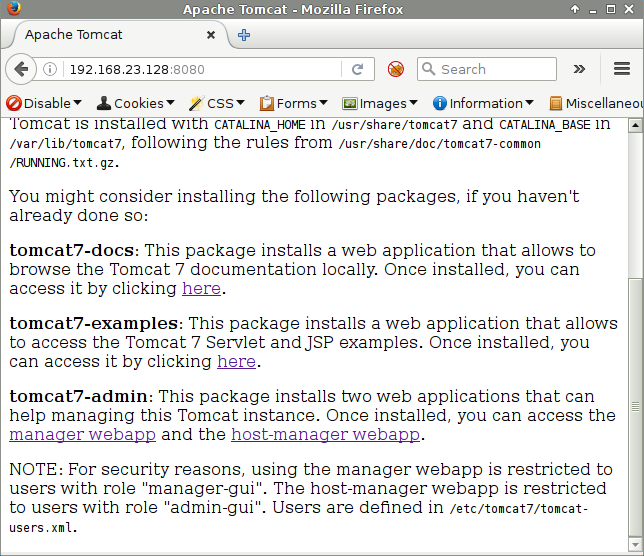 Apache Tomcat - Mozilla Firefox
Apache Tomcat
192.168.23.128:8080
Search
Disable Cookies CSS Forms Images Information Miscellaneou
Tomcat is installed with CATALINA_HOME in /usr/share/tomcat7 and CATALINA_BASE in
/var/lib/tomcat7, following the rules from /usr/share/doc/tomcat7-common
/RUNNING.txt.gz.
You might consider installing the following packages, if you haven't
already done so:
tomcat7-docs: This package installs a web application that allows to
browse the Tomcat 7 documentation locally. Once installed, you can
access it by clicking here.
tomcat7-examples: This package installs a web application that allows
to access the Tomcat 7 Servlet and JSP examples. Once installed, you
can access it by clicking here.
tomcat7-admin: This package installs two web applications that can
help managing this Tomcat instance. Once installed, you can access the
manager webapp and the host-manager webapp.
NOTE: For security reasons, using the manager webapp is restricted to
users with role "manager-gui". The host-manager webapp is restricted
to users with role "admin-gui". Users are defined in /etc/tomcat7/tomcat-
users.xml.